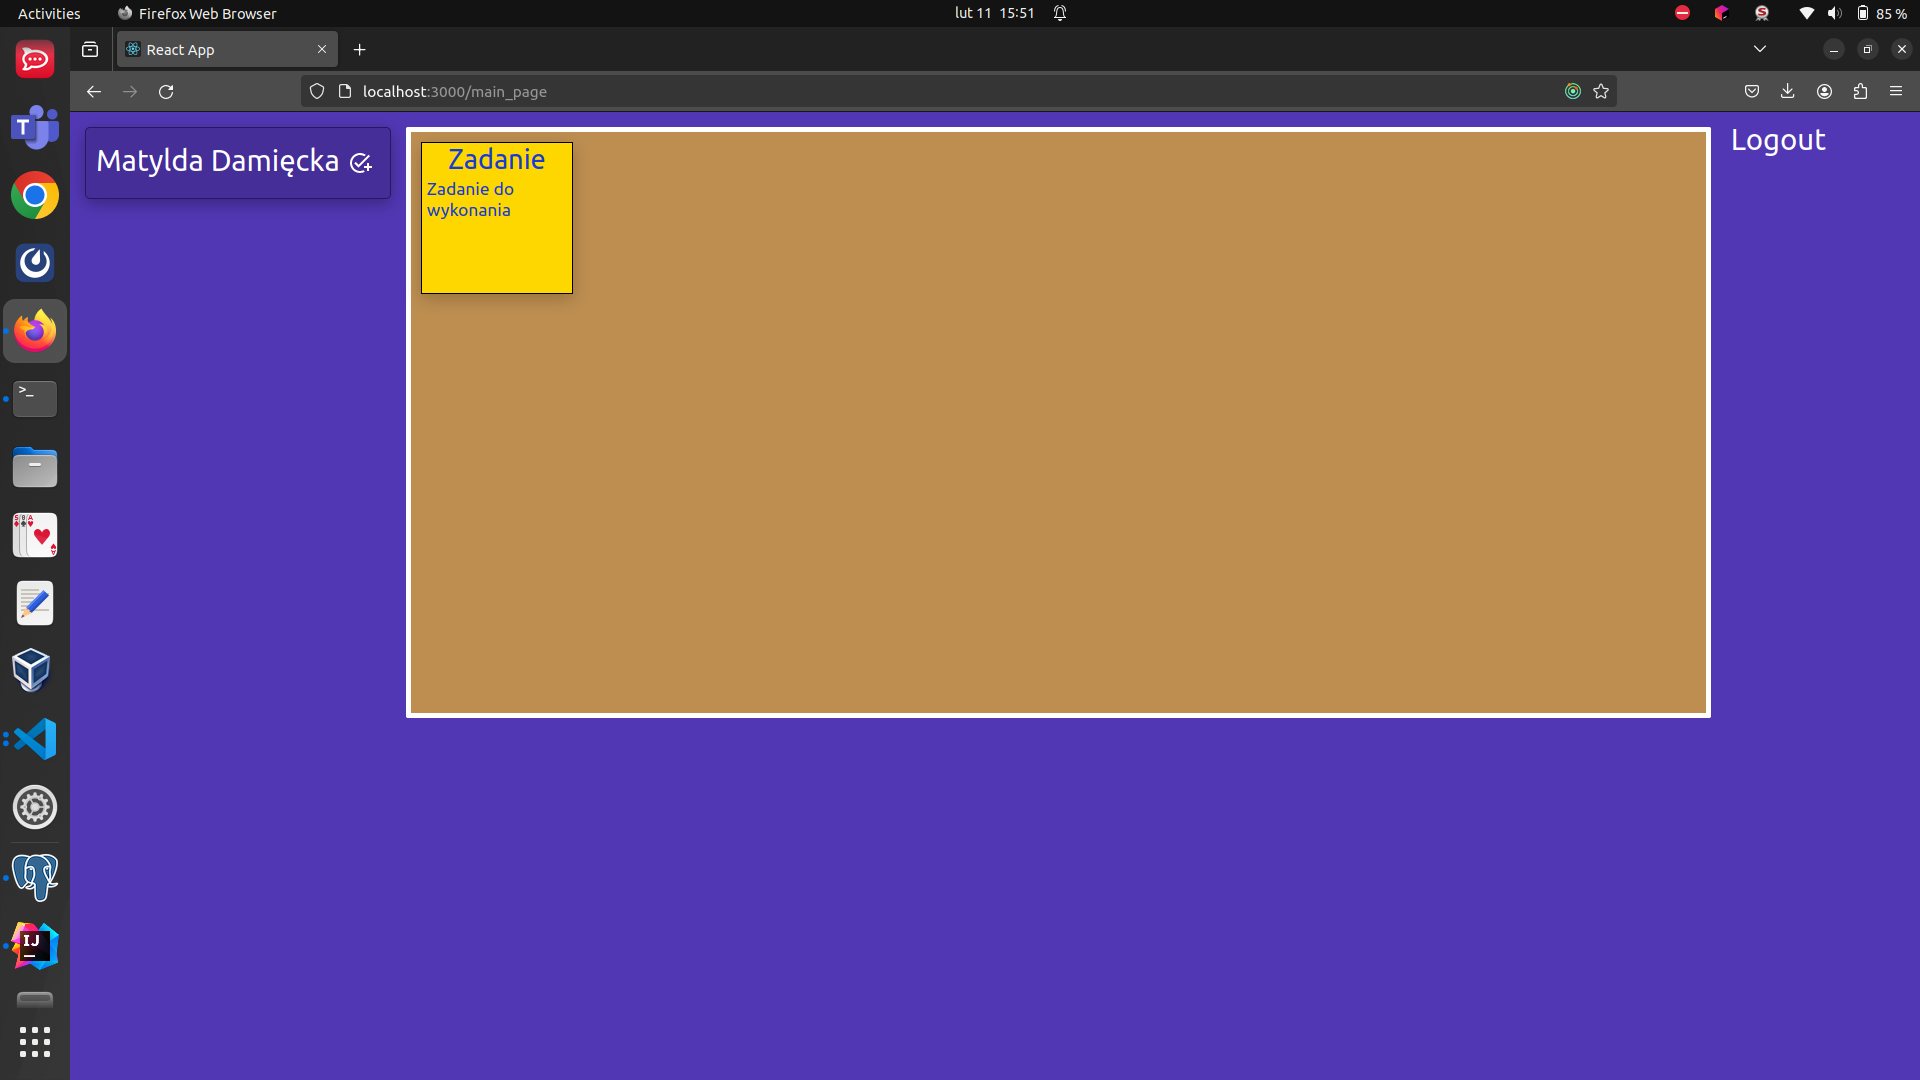 Activities
Firefox Web Browser
lut 11 15:51
85 %
React App
localhost:3000/main_page
Matylda Damięcka
Zadanie
Zadanie do
wykonania
Logout